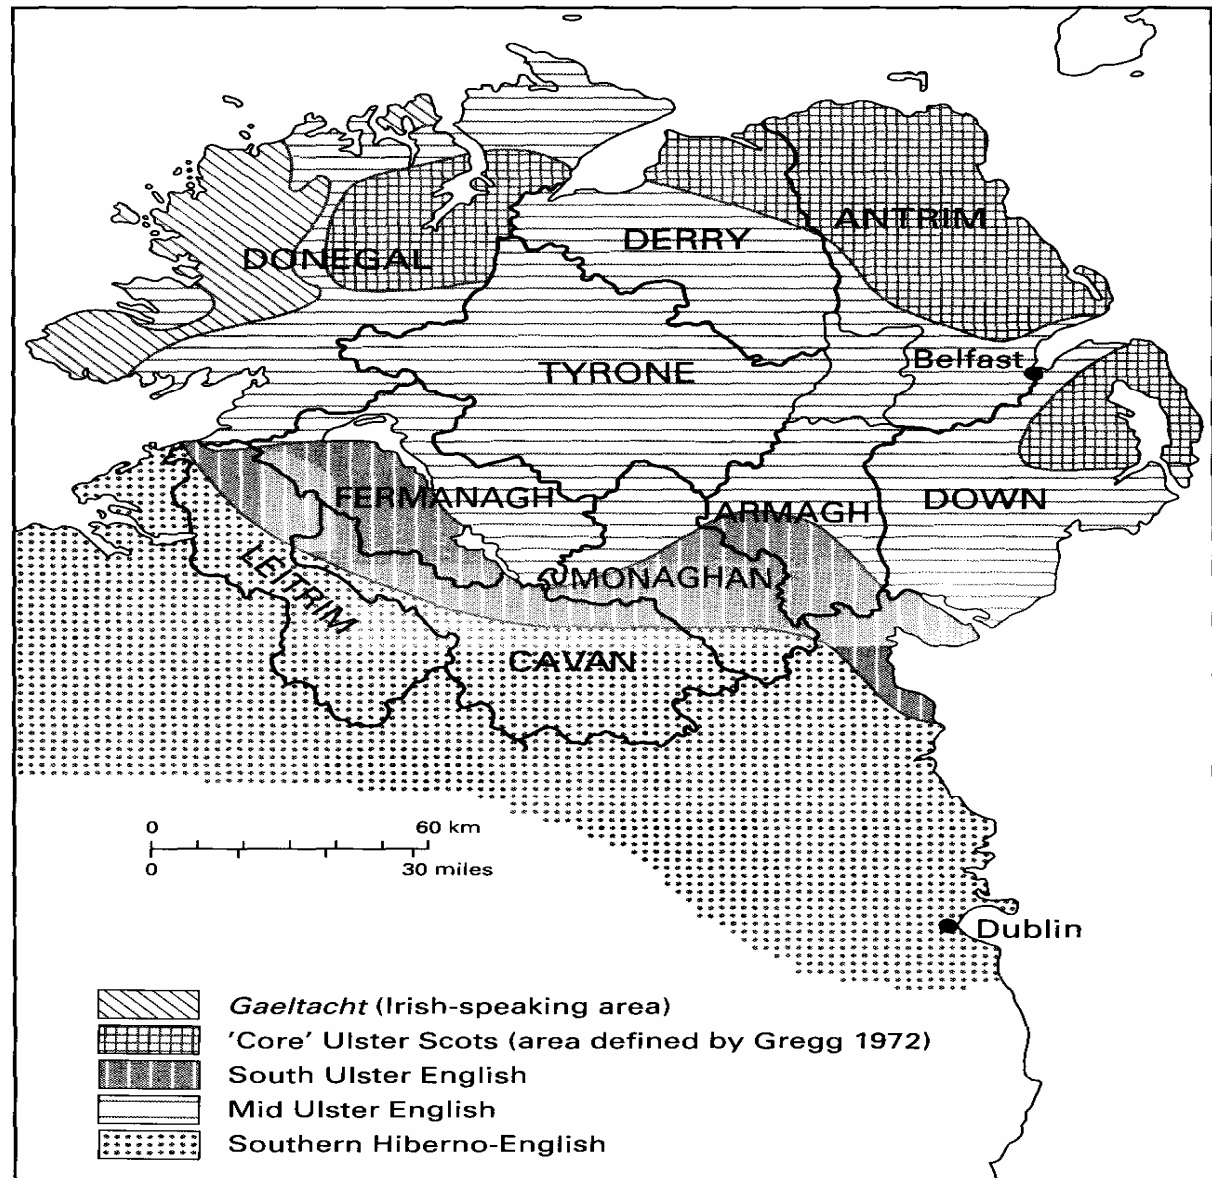 DERRY
ANTRIM
DONEGAL
Belfast
TYRONE
FERMANAGH
ARMAGH
DOWN
LEITRIM
MONAGHAN
CAVAN
0 60 km
0 30 miles
Dublin
Gaeltacht (Irish-speaking area)
'Core' Ulster Scots (area defined by Gregg 1972)
South Ulster English
Mid Ulster English
Southern Hiberno-English